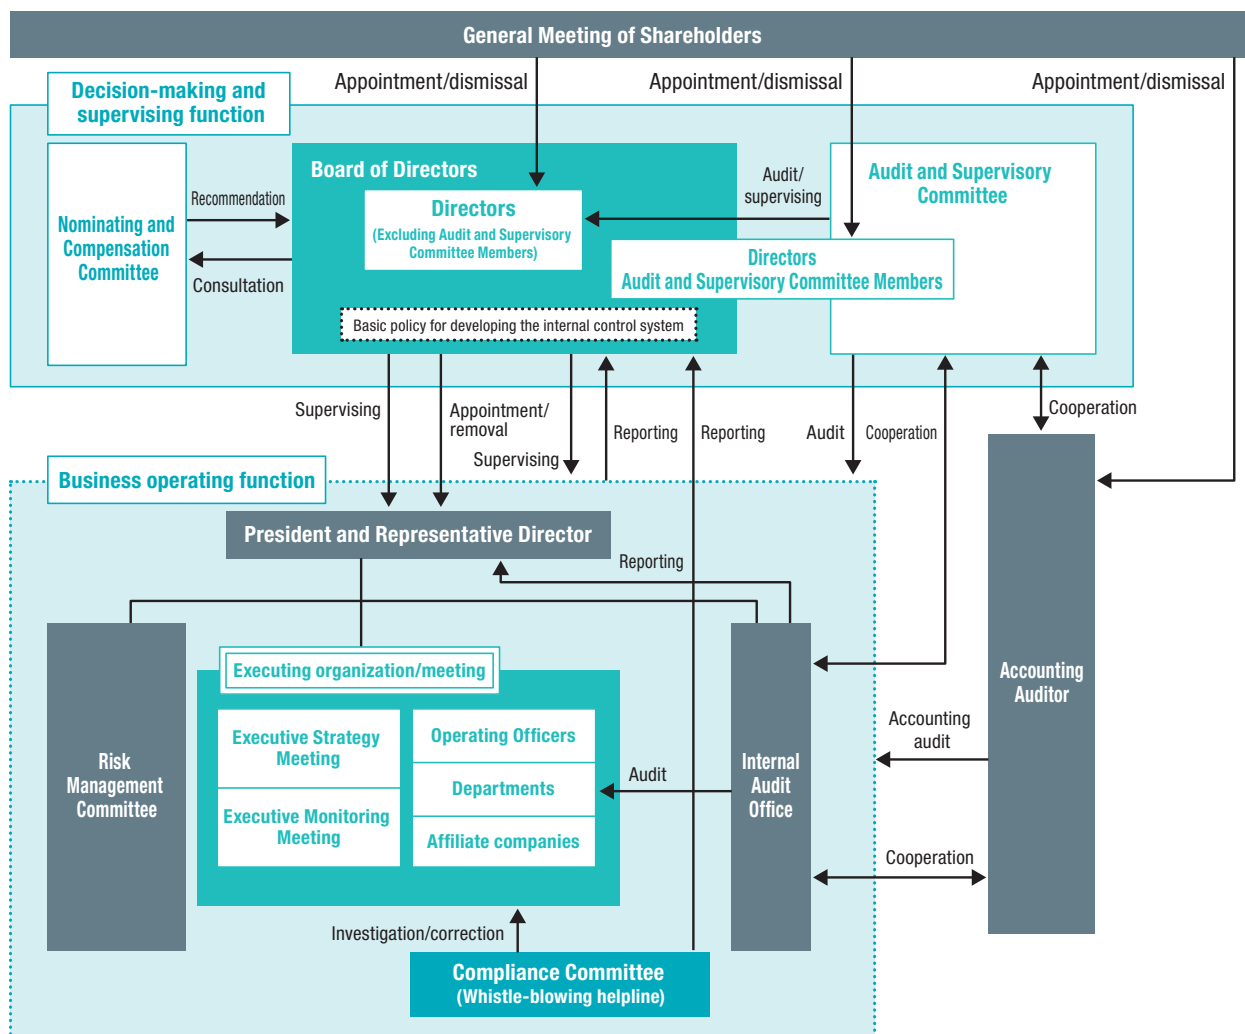 General Meeting of Shareholders
Appointment/dismissal
Appointment/dismissal
Appointment/dismissal
Decision-making and
supervising function
Nominating and
Compensation
Committee
Recommendation
Consultation
Board of Directors
Directors
(Excluding Audit and Supervisory
Committee Members)
Audit/
supervising
Audit and Supervisory
Committee
Directors
Audit and Supervisory Committee Members
Basic policy for developing the internal control system
Supervising
Appointment/
removal
Supervising
Reporting
Reporting
Audit
Cooperation
Cooperation
Business operating function
President and Representative Director
Reporting
Risk
Management
Committee
Executing organization/meeting
Executive Strategy
Meeting
Executive Monitoring
Meeting
Operating Officers
Departments
Affiliate companies
Audit
Internal
Audit
Office
Accounting
Auditor
Accounting
audit
Cooperation
Investigation/correction
Compliance Committee
(Whistle-blowing helpline)